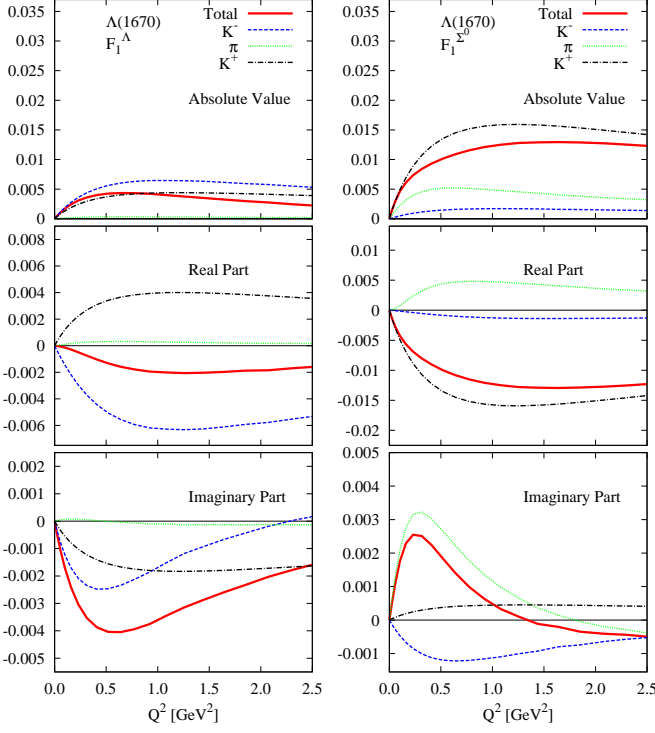 Λ(1670)
F₁^Λ
Total
K⁻
π
K⁺
Absolute Value
0.035
0.03
0.025
0.02
0.015
0.01
0.005
0
Λ(1670)
F₁^Σ⁰
Total
K⁻
π
K⁺
Absolute Value
0.035
0.03
0.025
0.02
0.015
0.01
0.005
0
Real Part
0.008
0.006
0.004
0.002
0
-0.002
-0.004
-0.006
Real Part
0.01
0.005
0
-0.005
-0.01
-0.015
-0.02
Imaginary Part
0.002
0.001
0
-0.001
-0.002
-0.003
-0.004
-0.005
0.0 0.5 1.0 1.5 2.0 2.5
Q² [GeV²]
Imaginary Part
0.005
0.004
0.003
0.002
0.001
0
-0.001
0.0 0.5 1.0 1.5 2.0 2.5
Q² [GeV²]